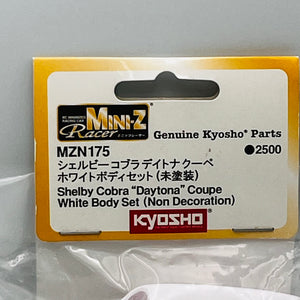 RC MINIATURES RACING CAR
MINI-Z
Racer
ミニッツレーサー
Genuine Kyosho® Parts
MZN175
●2500
シェルビーコブラデイトナクーペ
ホワイトボディセット(未塗装)
Shelby Cobra “Daytona” Coupe
White Body Set (Non Decoration)
KYOSHO